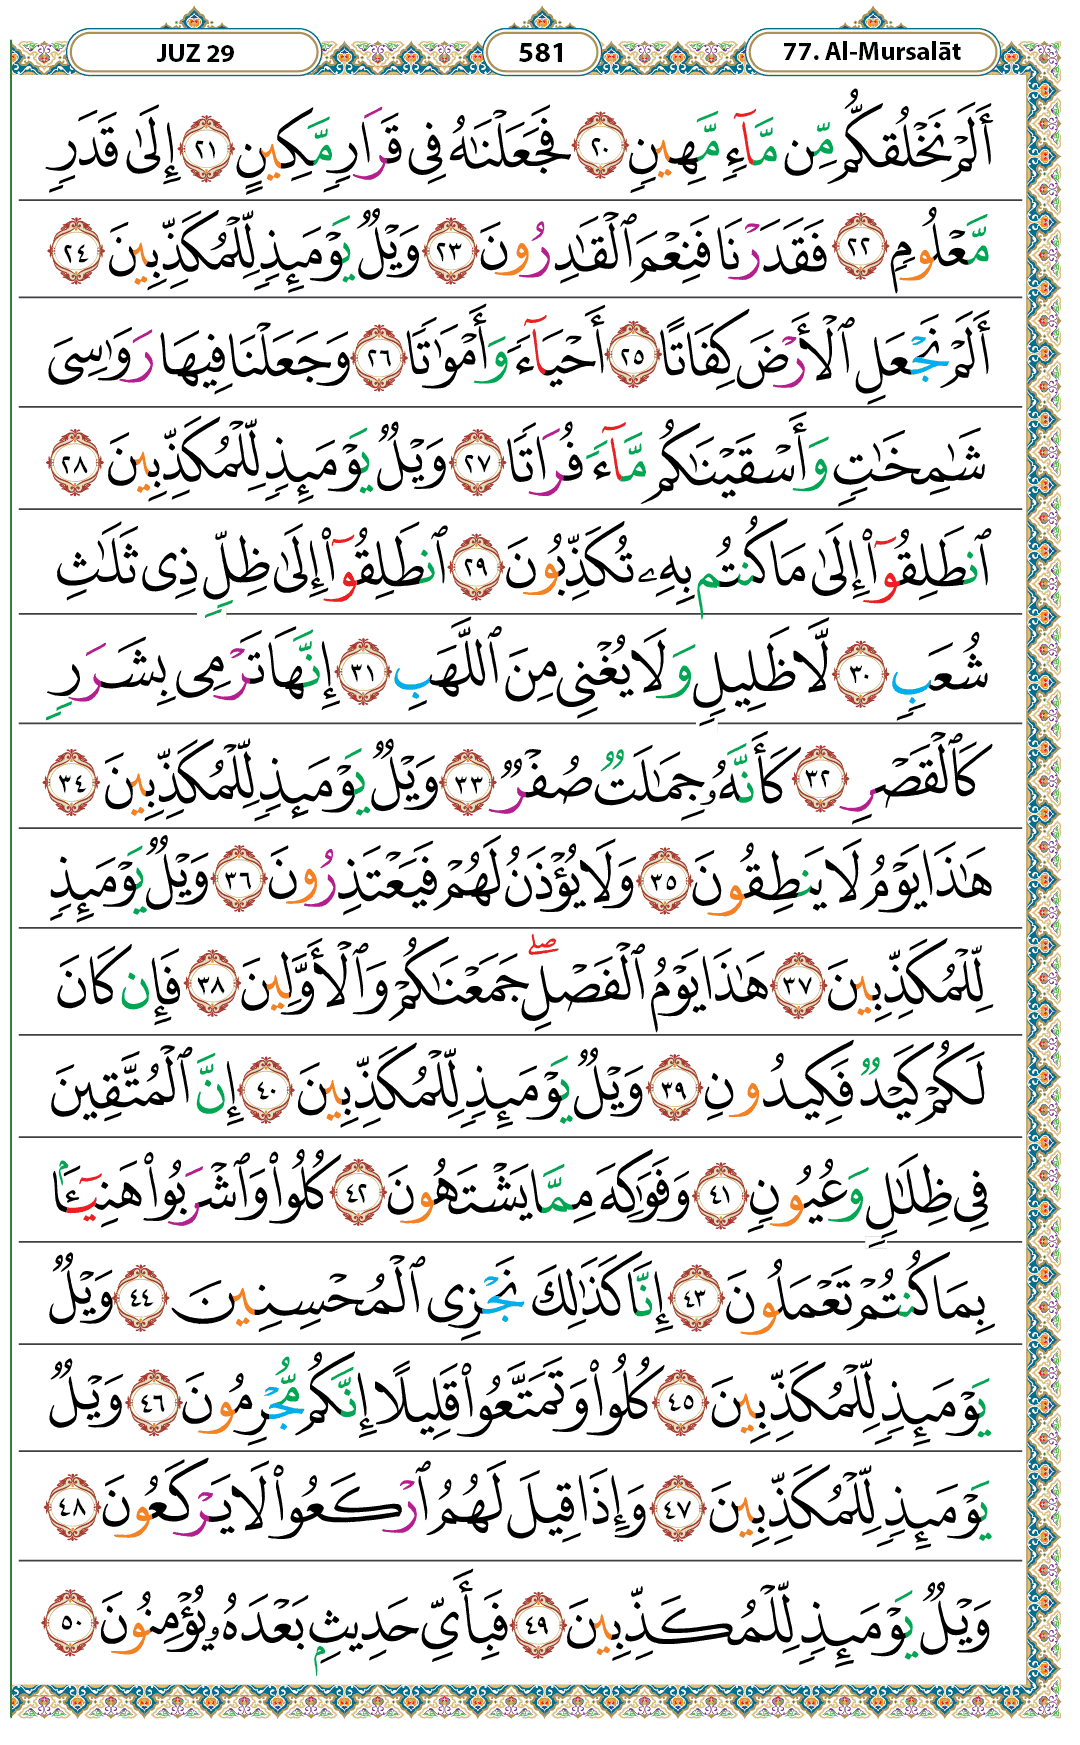 JUZ 29 581 77. Al-Mursalāt
أَلَمۡ نَخۡلُقكُّم مِّن مَّآءٖ مَّهِينٖ ٢٠ فَجَعَلۡنَٰهُ فِي قَرَارٖ مَّكِينٍ ٢١ إِلَىٰ قَدَرٖ
مَّعۡلُومٖ ٢٢ فَقَدَرۡنَا فَنِعۡمَ ٱلۡقَٰدِرُونَ ٢٣ وَيۡلٞ يَوۡمَئِذٖ لِّلۡمُكَذِّبِينَ ٢٤
أَلَمۡ نَجۡعَلِ ٱلۡأَرۡضَ كِفَاتًا ٢٥ أَحۡيَآءٗ وَأَمۡوَٰتٗا ٢٦ وَجَعَلۡنَا فِيهَا رَوَٰسِيَ
شَٰمِخَٰتٖ وَأَسۡقَيۡنَٰكُم مَّآءٗ فُرَاتٗا ٢٧ وَيۡلٞ يَوۡمَئِذٖ لِّلۡمُكَذِّبِينَ ٢٨
ٱنطَلِقُوٓاْ إِلَىٰ مَا كُنتُم بِهِۦ تُكَذِّبُونَ ٢٩ ٱنطَلِقُوٓاْ إِلَىٰ ظِلّٖ ذِي ثَلَٰثِ
شُعَبٖ ٣٠ لَّا ظَلِيلٖ وَلَا يُغۡنِي مِنَ ٱللَّهَبِ ٣١ إِنَّهَا تَرۡمِي بِشَرَرٖ
كَٱلۡقَصۡرِ ٣٢ كَأَنَّهُۥ جِمَٰلَتٞ صُفۡرٞ ٣٣ وَيۡلٞ يَوۡمَئِذٖ لِّلۡمُكَذِّبِينَ ٣٤
هَٰذَا يَوۡمُ لَا يَنطِقُونَ ٣٥ وَلَا يُؤۡذَنُ لَهُمۡ فَيَعۡتَذِرُونَ ٣٦ وَيۡلٞ يَوۡمَئِذٖ
لِّلۡمُكَذِّبِينَ ٣٧ هَٰذَا يَوۡمُ ٱلۡفَصۡلِۖ جَمَعۡنَٰكُمۡ وَٱلۡأَوَّلِينَ ٣٨ فَإِن كَانَ
لَكُمۡ كَيۡدٞ فَكِيدُونِ ٣٩ وَيۡلٞ يَوۡمَئِذٖ لِّلۡمُكَذِّبِينَ ٤٠ إِنَّ ٱلۡمُتَّقِينَ
فِي ظِلَٰلٖ وَعُيُونٖ ٤١ وَفَوَٰكِهَ مِمَّا يَشۡتَهُونَ ٤٢ كُلُواْ وَٱشۡرَبُواْ هَنِيٓـَٔۢا
بِمَا كُنتُمۡ تَعۡمَلُونَ ٤٣ إِنَّا كَذَٰلِكَ نَجۡزِي ٱلۡمُحۡسِنِينَ ٤٤ وَيۡلٞ
يَوۡمَئِذٖ لِّلۡمُكَذِّبِينَ ٤٥ كُلُواْ وَتَمَتَّعُواْ قَلِيلًا إِنَّكُم مُّجۡرِمُونَ ٤٦ وَيۡلٞ
يَوۡمَئِذٖ لِّلۡمُكَذِّبِينَ ٤٧ وَإِذَا قِيلَ لَهُمُ ٱرۡكَعُواْ لَا يَرۡكَعُونَ ٤٨
وَيۡلٞ يَوۡمَئِذٖ لِّلۡمُكَذِّبِينَ ٤٩ فَبِأَيِّ حَدِيثِۭ بَعۡدَهُۥ يُؤۡمِنُونَ ٥٠